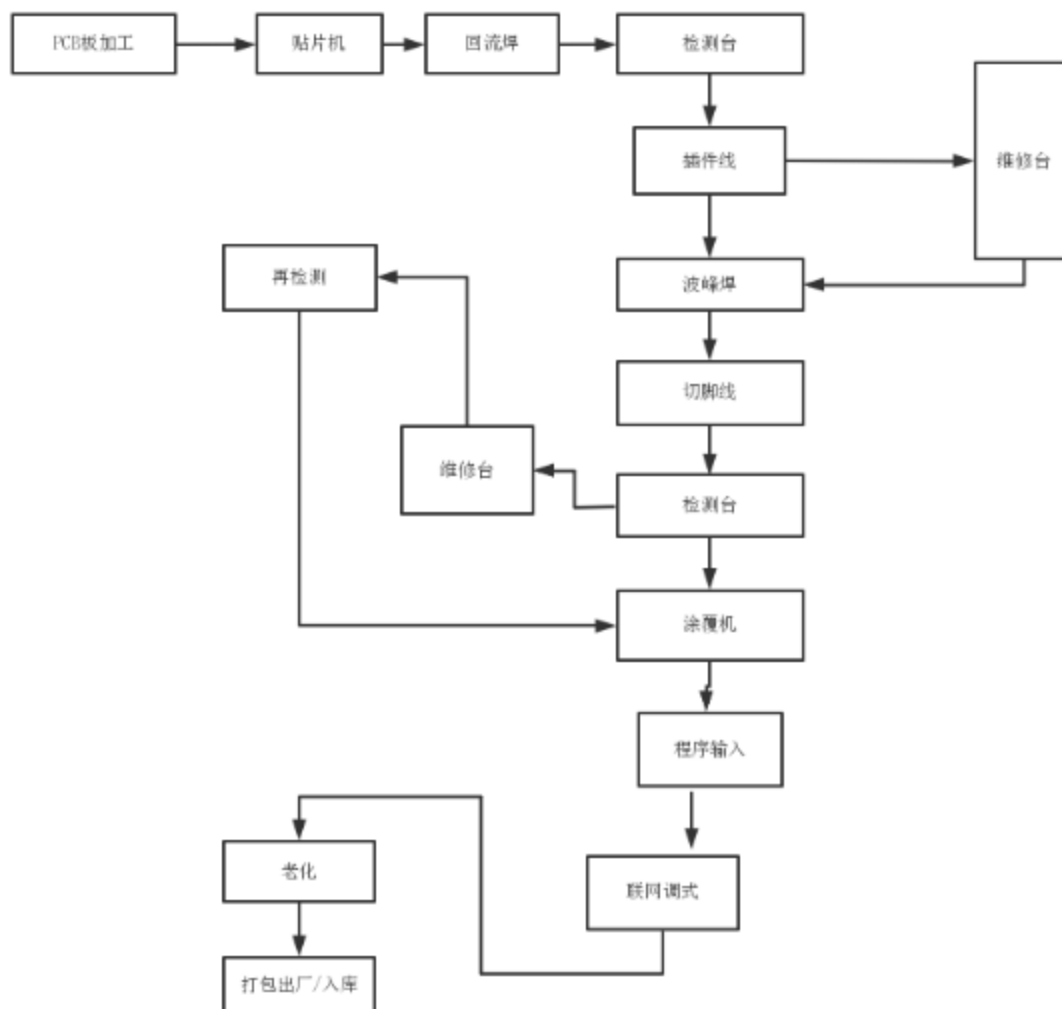 PCB板加工
贴片机
回流焊
检测台
插件线
维修台
再检测
波峰焊
切脚线
维修台
检测台
涂覆机
程序输入
老化
联网调式
打包出厂/入库